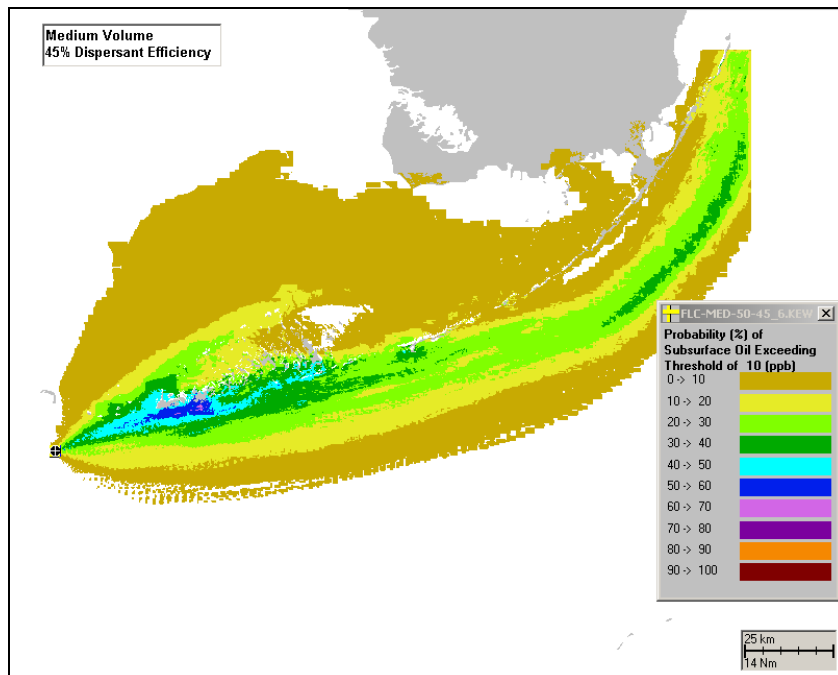 Medium Volume
45% Dispersant Efficiency
FLC-MED-50-45_6.KEW
Probability (%) of
Subsurface Oil Exceeding
Threshold of 10 (ppb)
0 -> 10
10 -> 20
20 -> 30
30 -> 40
40 -> 50
50 -> 60
60 -> 70
70 -> 80
80 -> 90
90 -> 100
25 km
14 Nm